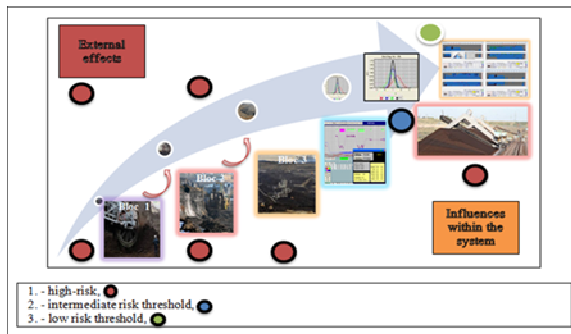 External
effects
Bloc 1
Bloc 2
Bloc 3
Influences
within the
system
1. - high-risk,
2. - intermediate risk threshold,
3. - low risk threshold,